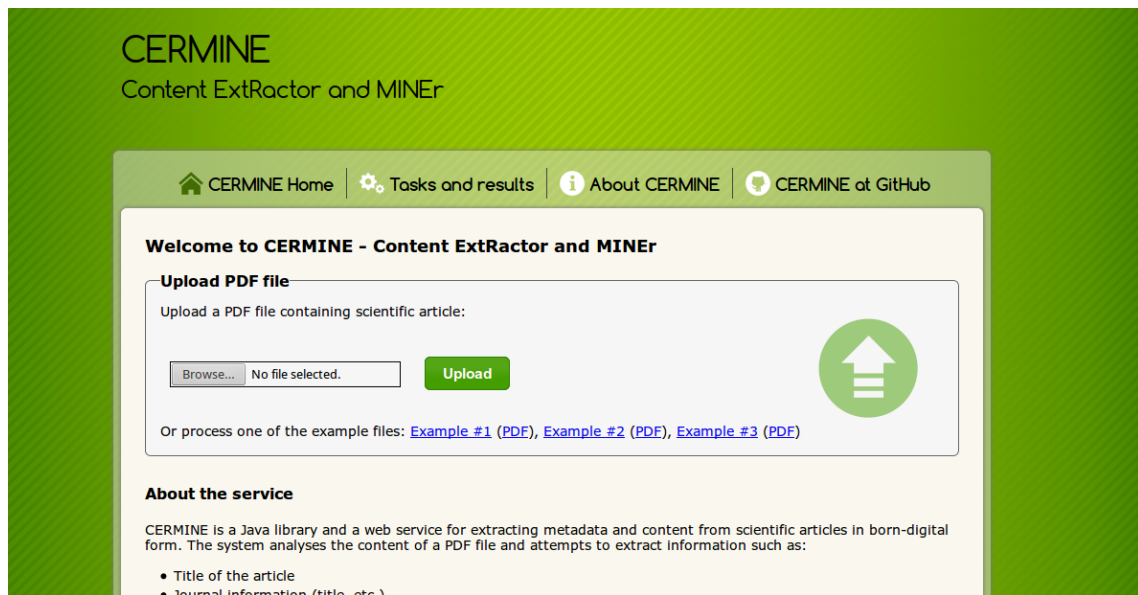 CERMINE
Content ExtRactor and MINEr
CERMINE Home
Tasks and results
About CERMINE
CERMINE at GitHub
Welcome to CERMINE - Content ExtRactor and MINEr
Upload PDF file
Upload a PDF file containing scientific article:
Browse... No file selected.
Upload
Or process one of the example files: Example #1 (PDF), Example #2 (PDF), Example #3 (PDF)
About the service
CERMINE is a Java library and a web service for extracting metadata and content from scientific articles in born-digital
form. The system analyses the content of a PDF file and attempts to extract information such as:
• Title of the article
• Journal information (title, etc.)